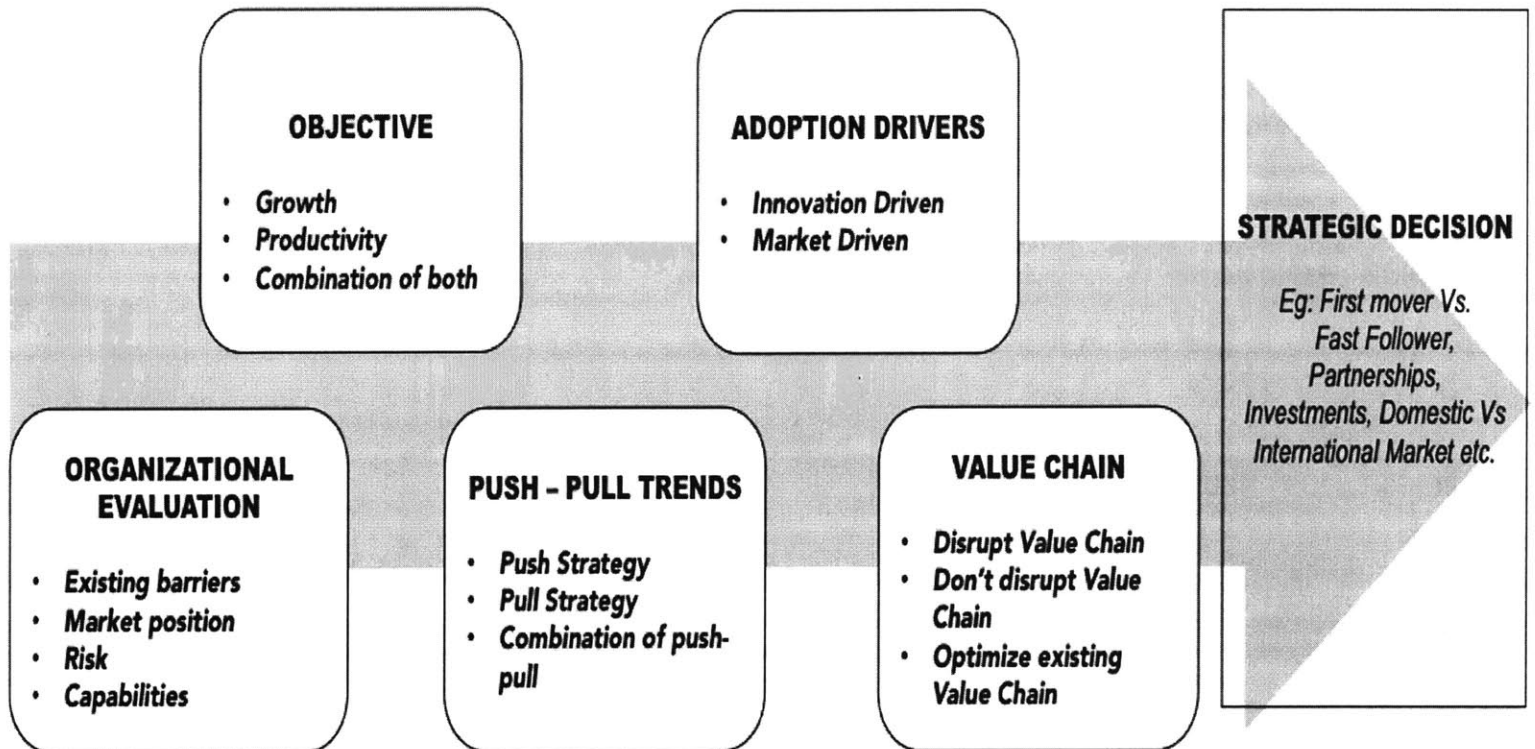 OBJECTIVE
• Growth
• Productivity
• Combination of both
ADOPTION DRIVERS
• Innovation Driven
• Market Driven
STRATEGIC DECISION
Eg: First mover Vs.
Fast Follower,
Partnerships,
Investments, Domestic Vs
International Market etc.
ORGANIZATIONAL
EVALUATION
• Existing barriers
• Market position
• Risk
• Capabilities
PUSH – PULL TRENDS
• Push Strategy
• Pull Strategy
• Combination of push-
pull
VALUE CHAIN
• Disrupt Value Chain
• Don't disrupt Value
Chain
• Optimize existing
Value Chain